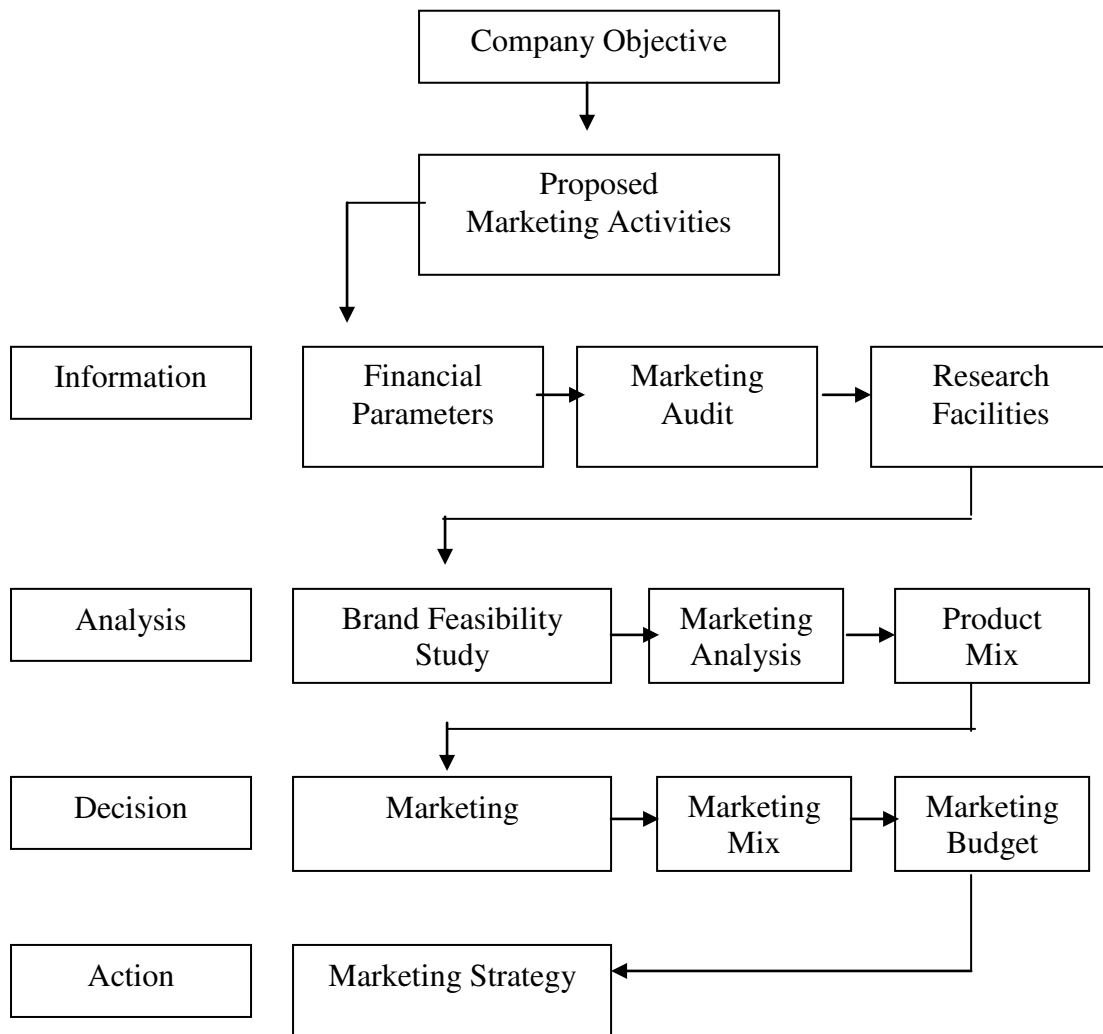 Company Objective
Proposed
Marketing Activities
Information
Financial
Parameters
Marketing
Audit
Research
Facilities
Analysis
Brand Feasibility
Study
Marketing
Analysis
Product
Mix
Decision
Marketing
Marketing
Mix
Marketing
Budget
Action
Marketing Strategy